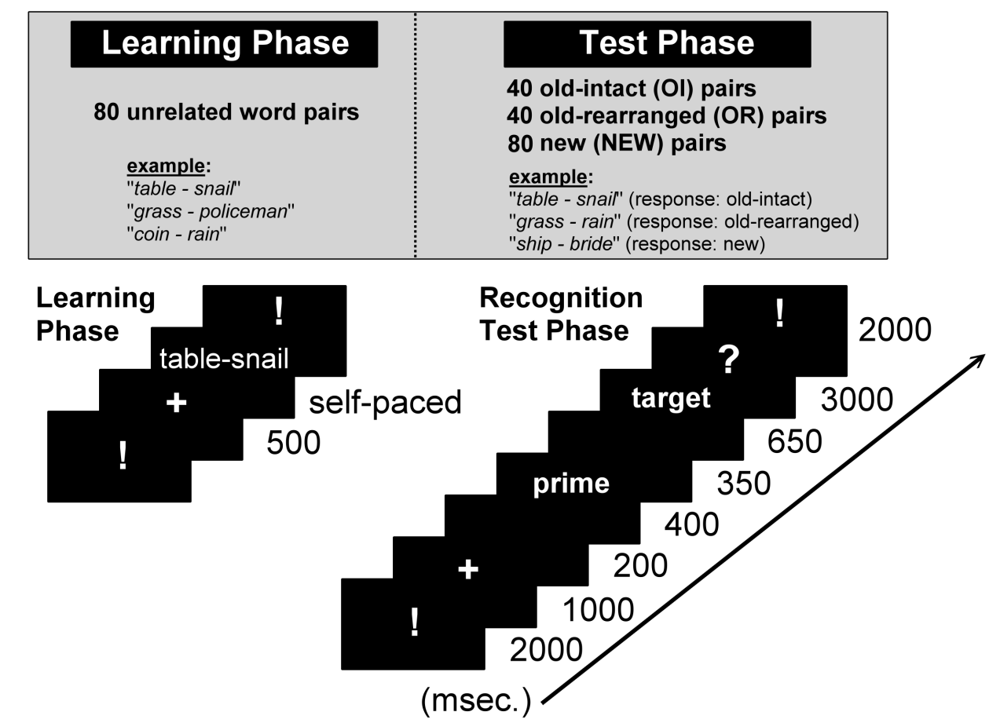 Learning Phase
80 unrelated word pairs
example:
"table - snail"
"grass - policeman"
"coin - rain"
Test Phase
40 old-intact (OI) pairs
40 old-rearranged (OR) pairs
80 new (NEW) pairs
example:
"table - snail" (response: old-intact)
"grass - rain" (response: old-rearranged)
"ship - bride" (response: new)
Learning
Phase
!
table-snail
+
self-paced
!
500
Recognition
Test Phase
!
2000
?
target
3000
650
prime
350
400
+
200
!
1000
2000
(msec.)